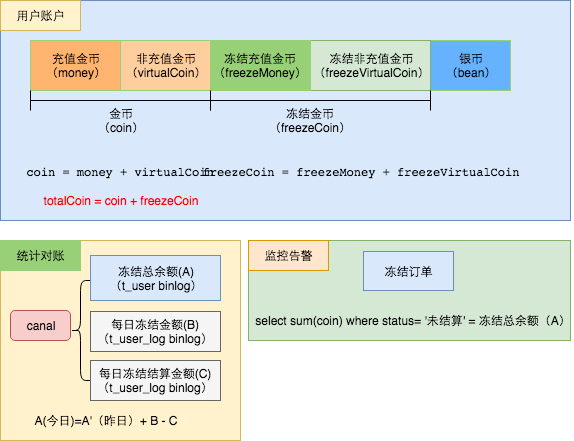 用户账户
充值金币
（money）
非充值金币
（virtualCoin）
冻结充值金币
（freezeMoney）
冻结非充值金币
（freezeVirtualCoin）
银币
（bean）
金币
（coin）
冻结金币
（freezeCoin）
coin = money + virtualCoin
freezeCoin = freezeMoney + freezeVirtualCoin
totalCoin = coin + freezeCoin
统计对账
canal
冻结总余额(A)
（t_user binlog）
每日冻结金额(B)
（t_user_log binlog）
每日冻结结算金额(C)
（t_user_log binlog）
A(今日)=A'（昨日）+ B - C
监控告警
冻结订单
select sum(coin) where status= '未结算' = 冻结总余额（A）